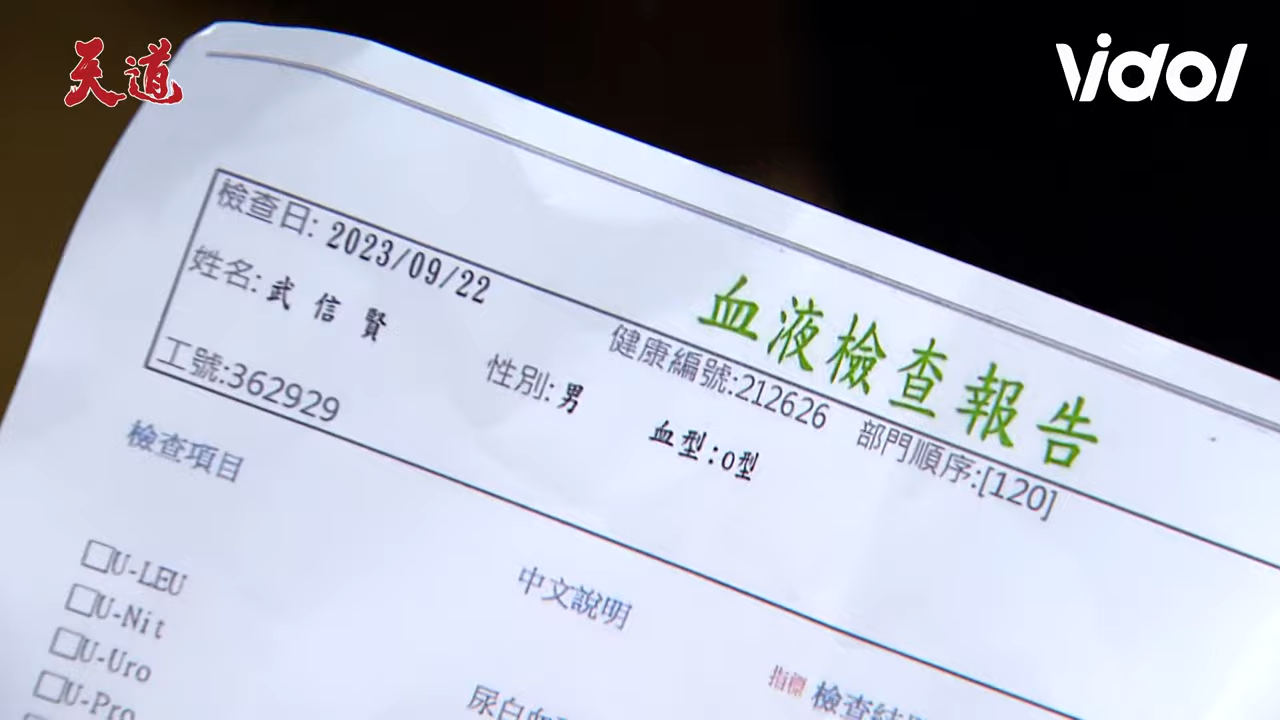 天道
Vidol
血液檢查報告
檢查日: 2023/09/22
姓名: 武信賢
工號:362929
性別: 男
健康編號:212626
血型:O型
部門順序:[120]
檢查項目
中文說明
指標 檢查結
□U-LEU
□U-Nit
□U-Uro
□U-Pro
尿白